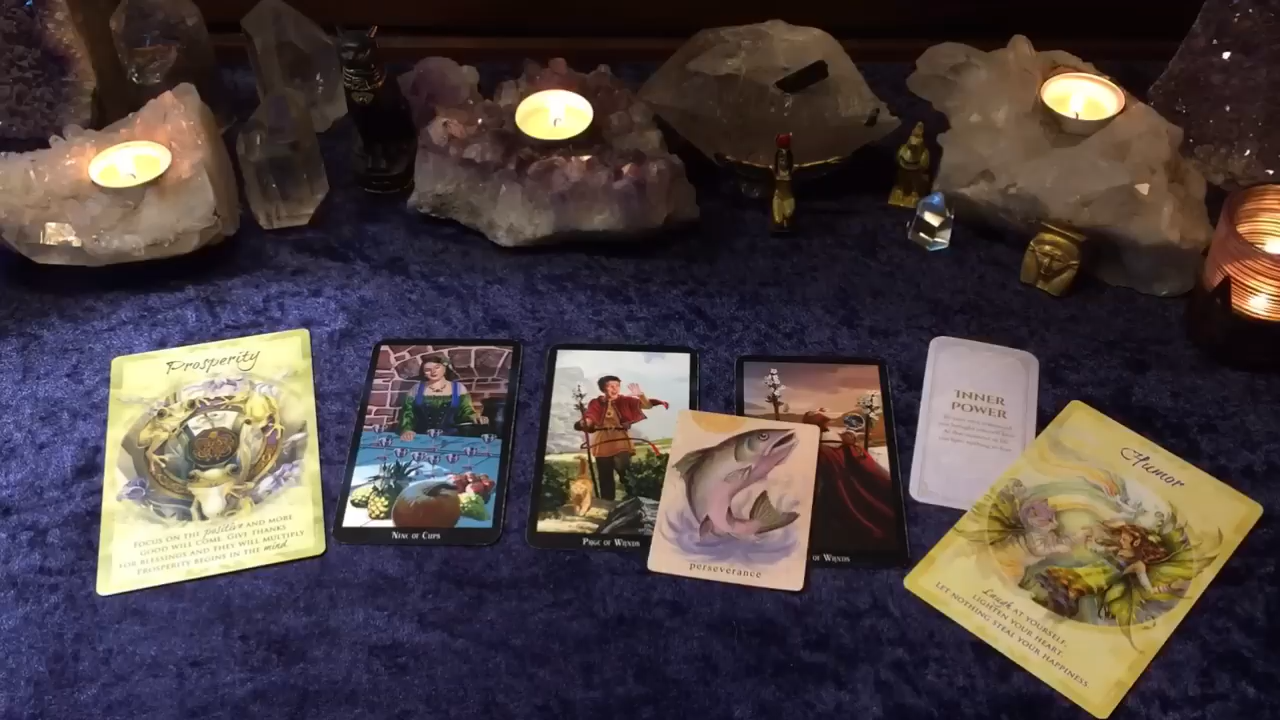 Prosperity
FOCUS ON THE positive AND MORE
GOOD WILL COME. GIVE THANKS
FOR BLESSINGS AND THEY WILL MULTIPLY
PROSPERITY BEGINS IN THE mind.
NINE OF CUPS
PAGE OF WANDS
perseverance
OF WANDS
INNER
POWER
Humor
Laugh AT YOURSELF.
LIGHTEN YOUR HEART.
LET NOTHING STEAL YOUR HAPPINESS